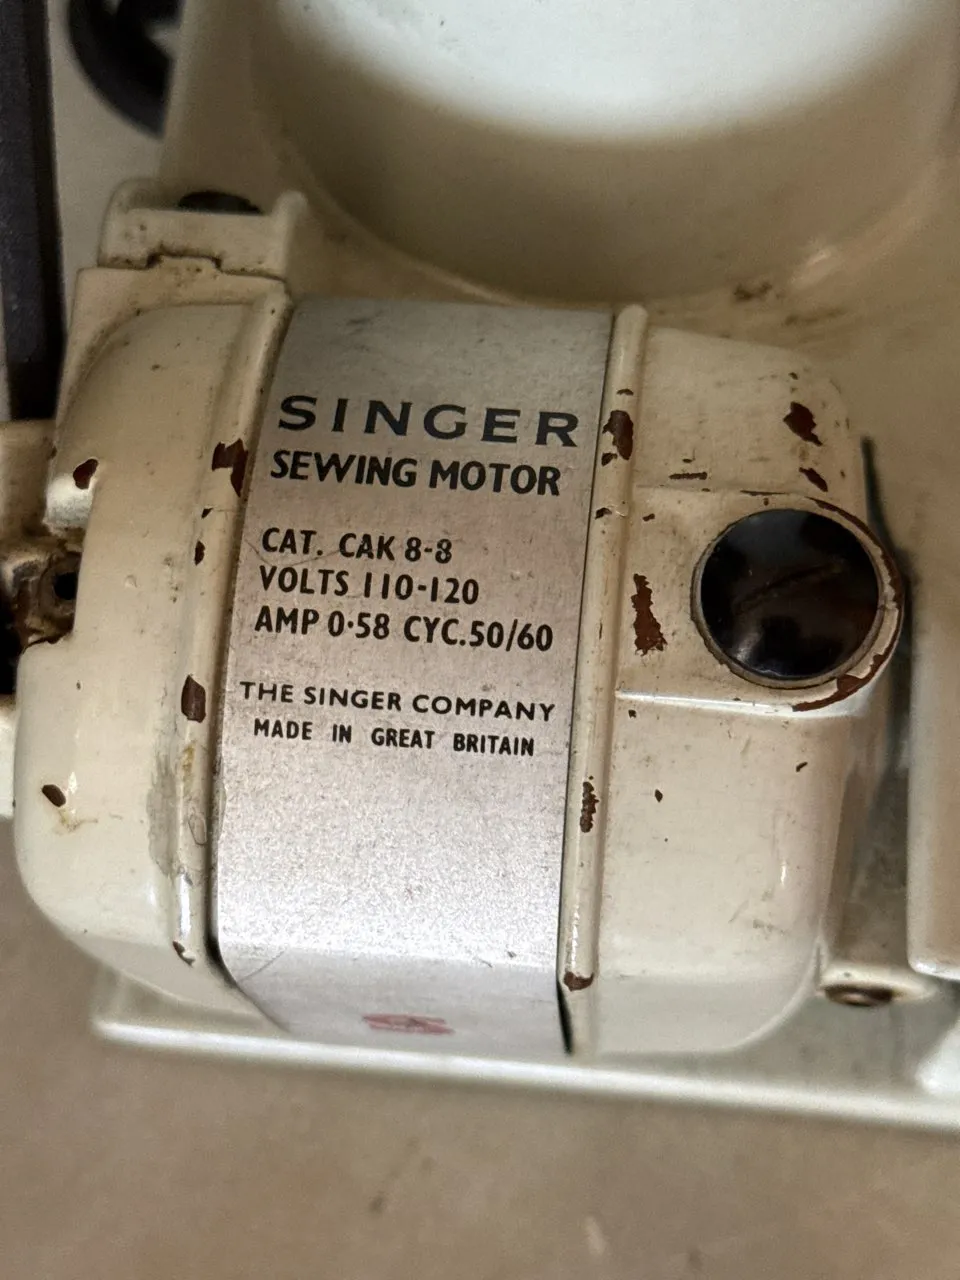 SINGER
SEWING MOTOR
CAT. CAK 8-8
VOLTS 110-120
AMP 0·58 CYC.50/60
THE SINGER COMPANY
MADE IN GREAT BRITAIN